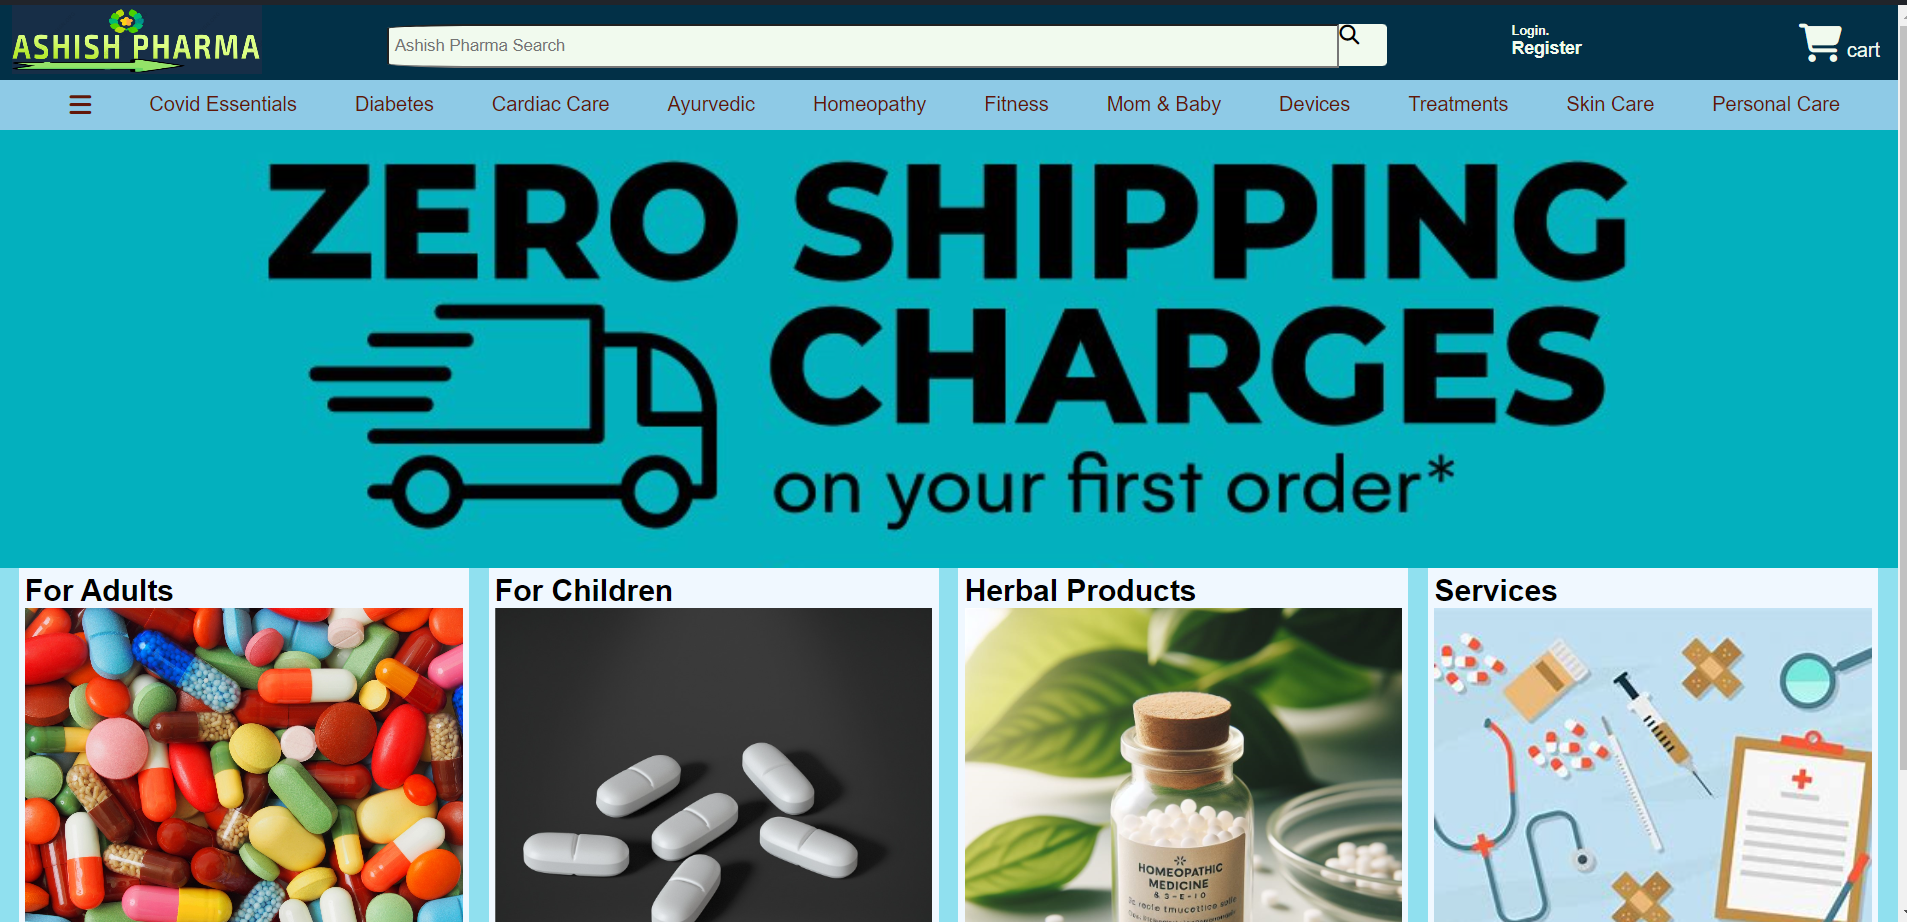 ASHISH PHARMA
Ashish Pharma Search
Login.
Register
cart
Covid Essentials
Diabetes
Cardiac Care
Ayurvedic
Homeopathy
Fitness
Mom & Baby
Devices
Treatments
Skin Care
Personal Care
ZERO SHIPPING
CHARGES
on your first order*
For Adults
For Children
Herbal Products
Services
HOMEOPATHIC
MEDICINE